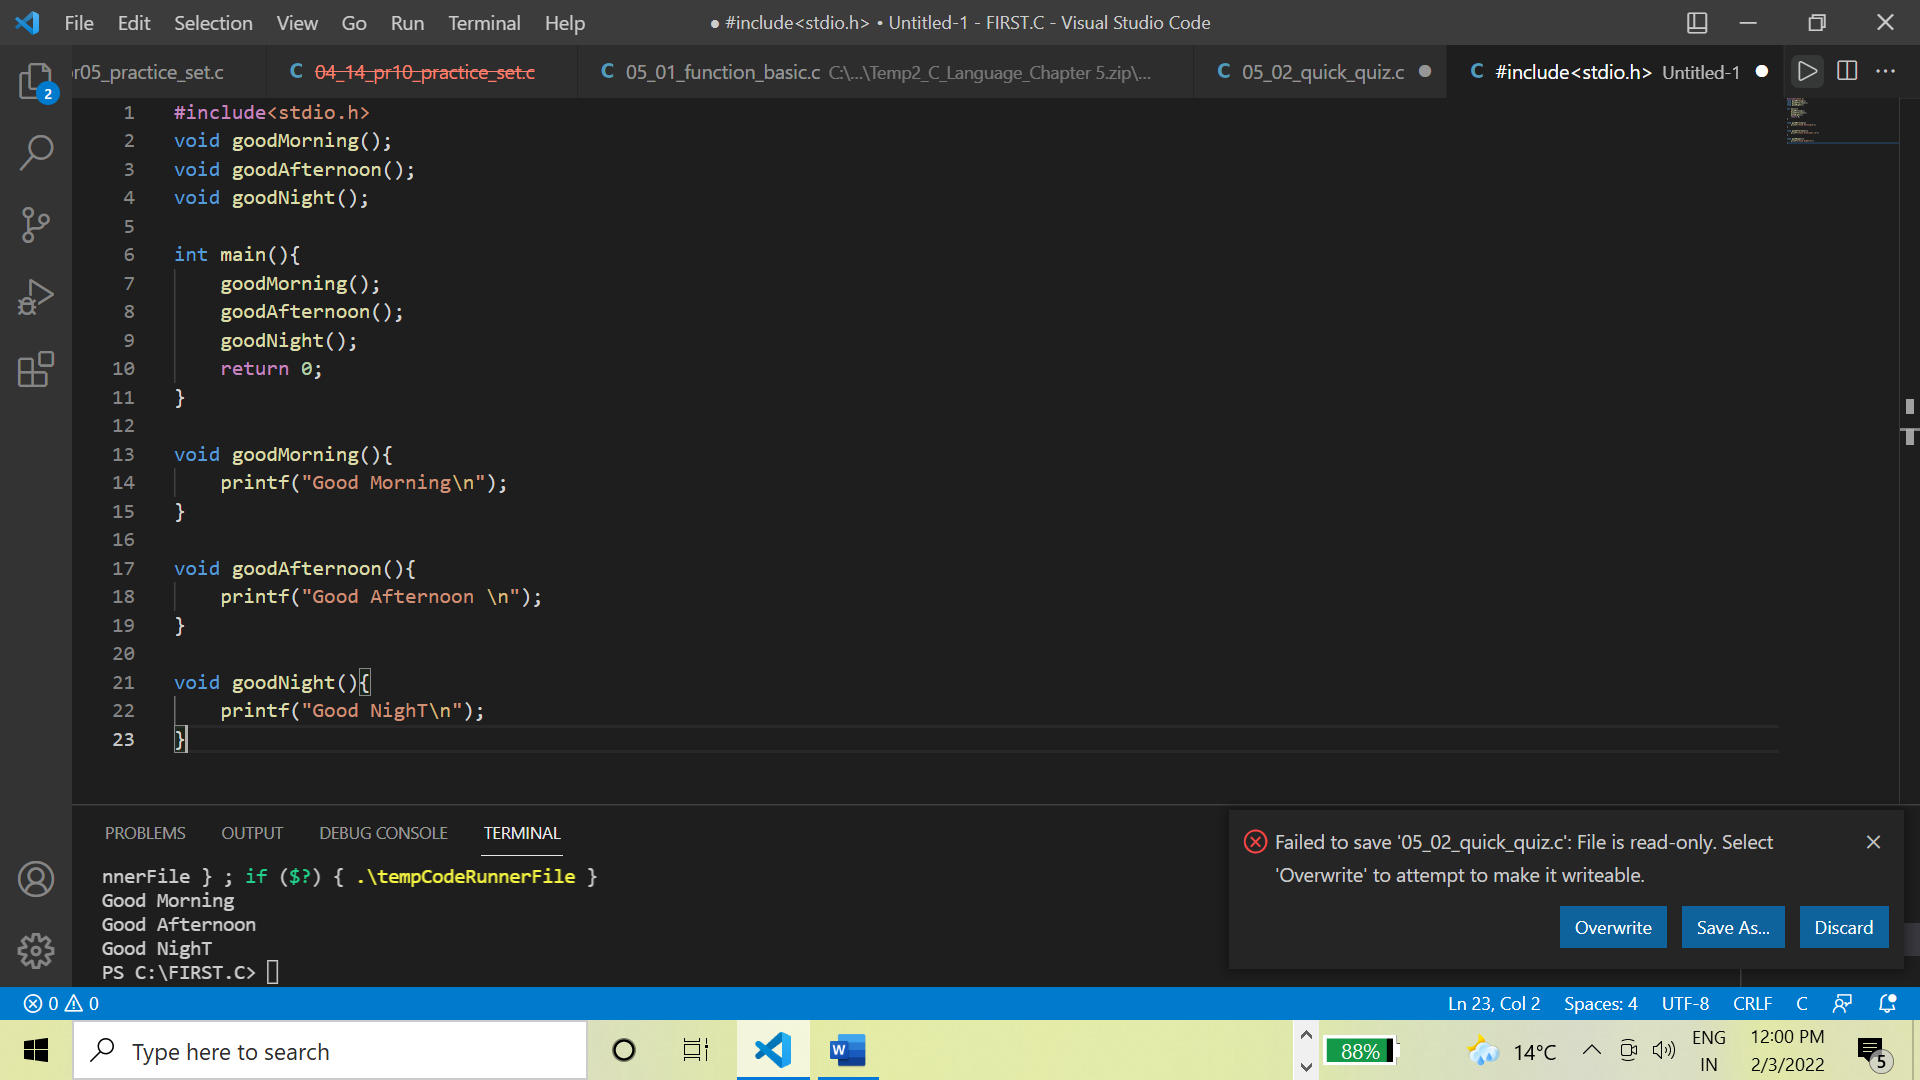 File Edit Selection View Go Run Terminal Help
● #include<stdio.h> • Untitled-1 - FIRST.C - Visual Studio Code
r05_practice_set.c
C 04_14_pr10_practice_set.c
C 05_01_function_basic.c C:\...\Temp2_C_Language_Chapter 5.zip\...
C 05_02_quick_quiz.c ●
C #include<stdio.h> Untitled-1 ●
2
1 #include<stdio.h>
2 void goodMorning();
3 void goodAfternoon();
4 void goodNight();
5
6 int main(){
7     goodMorning();
8     goodAfternoon();
9     goodNight();
10     return 0;
11 }
12
13 void goodMorning(){
14     printf("Good Morning\n");
15 }
16
17 void goodAfternoon(){
18     printf("Good Afternoon \n");
19 }
20
21 void goodNight(){
22     printf("Good NighT\n");
23 }
PROBLEMS OUTPUT DEBUG CONSOLE TERMINAL
nnerFile } ; if ($?) { .\tempCodeRunnerFile }
Good Morning
Good Afternoon
Good NighT
PS C:\FIRST.C>
Failed to save '05_02_quick_quiz.c': File is read-only. Select
'Overwrite' to attempt to make it writeable.
Overwrite Save As... Discard
0 0
Ln 23, Col 2 Spaces: 4 UTF-8 CRLF C
Type here to search
W
88%
14°C
ENG
IN
12:00 PM
2/3/2022
5